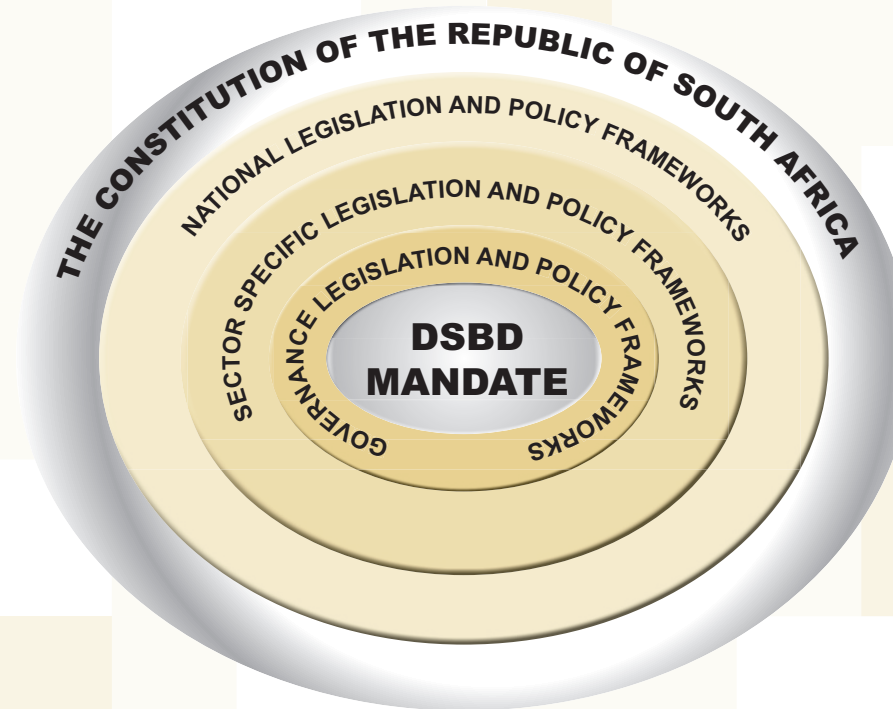 THE CONSTITUTION OF THE REPUBLIC OF SOUTH AFRICA
NATIONAL LEGISLATION AND POLICY FRAMEWORKS
SECTOR SPECIFIC LEGISLATION AND POLICY FRAMEWORKS
GOVERNANCE LEGISLATION AND POLICY FRAMEWORKS
DSBD
MANDATE